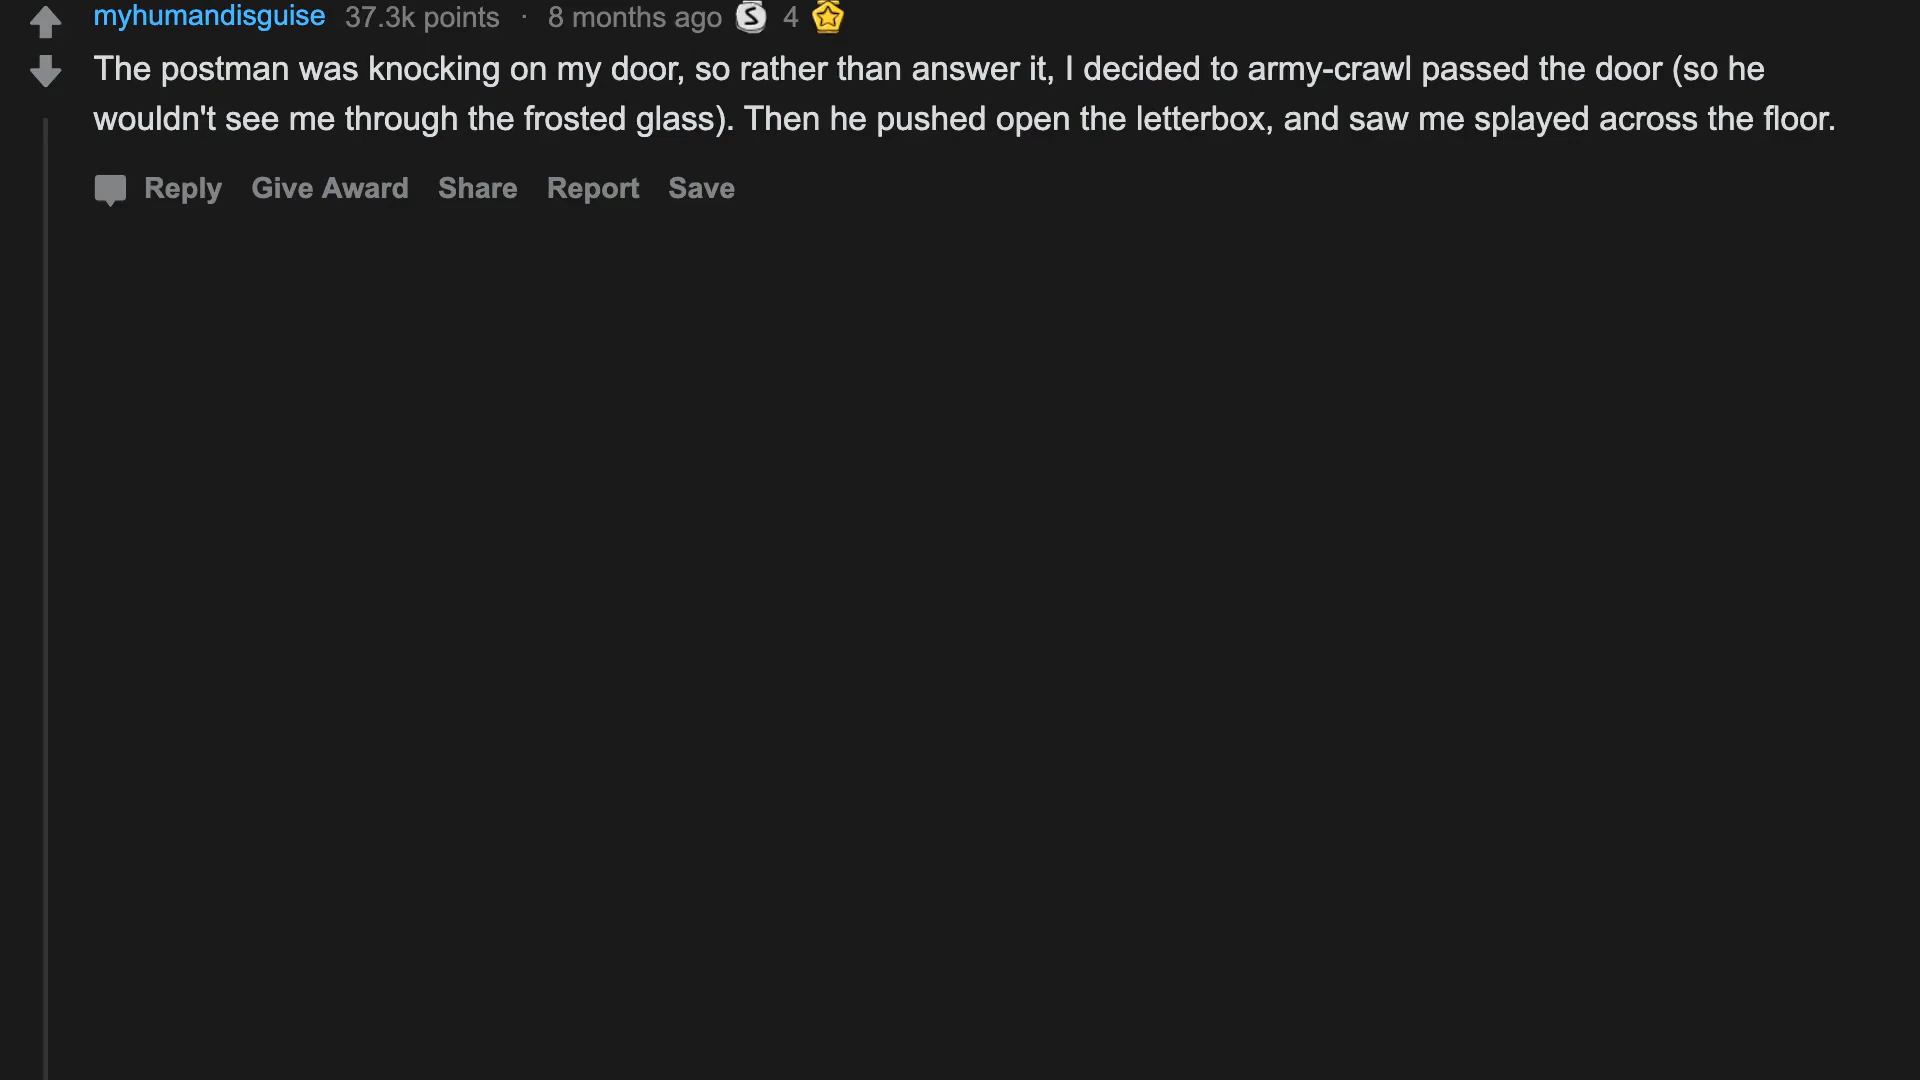 myhumandisguise 37.3k points · 8 months ago S 4
The postman was knocking on my door, so rather than answer it, I decided to army-crawl passed the door (so he
wouldn't see me through the frosted glass). Then he pushed open the letterbox, and saw me splayed across the floor.
Reply Give Award Share Report Save